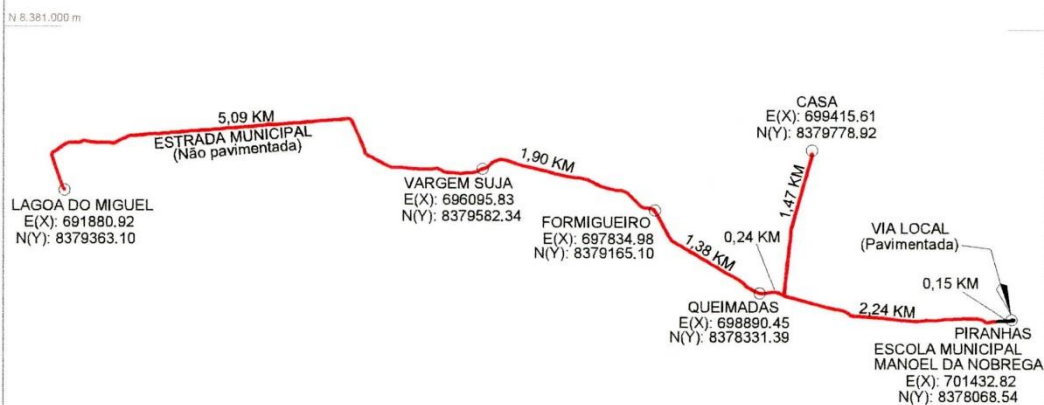 N 8.381.000 m
CASA
E(X): 699415.61
N(Y): 8379778.92
5,09 KM
ESTRADA MUNICIPAL
(Não pavimentada)
1,90 KM
VARGEM SUJA
E(X): 696095.83
N(Y): 8379582.34
1,47 KM
LAGOA DO MIGUEL
E(X): 691880.92
N(Y): 8379363.10
FORMIGUEIRO
E(X): 697834.98
N(Y): 8379165.10
VIA LOCAL
(Pavimentada)
0,24 KM
1,38 KM
0,15 KM
QUEIMADAS
E(X): 698890.45
N(Y): 8378331.39
2,24 KM
PIRANHAS
ESCOLA MUNICIPAL
MANOEL DA NOBREGA
E(X): 701432.82
N(Y): 8378068.54